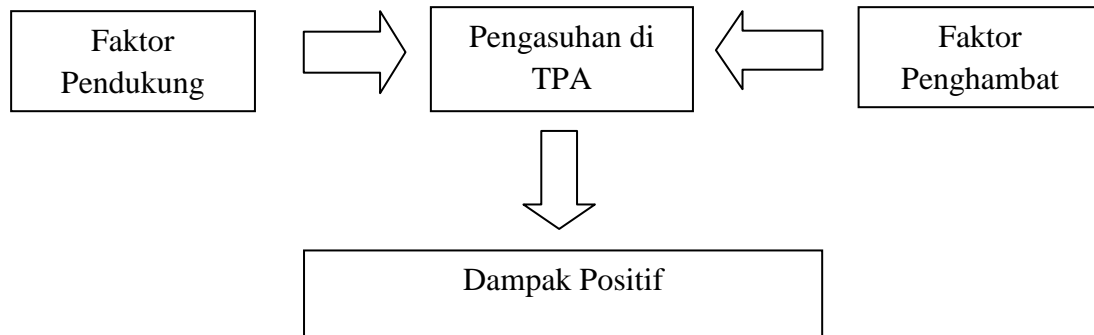 Faktor
Pendukung
Pengasuhan di
TPA
Faktor
Penghambat
Dampak Positif